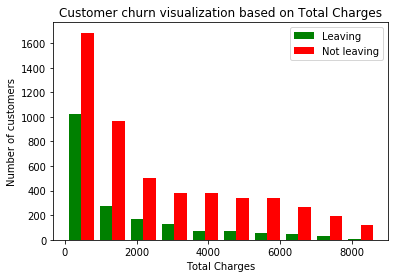 Customer churn visualization based on Total Charges
Leaving
Not leaving
Number of customers
1600
1400
1200
1000
800
600
400
200
0
0 2000 4000 6000 8000
Total Charges